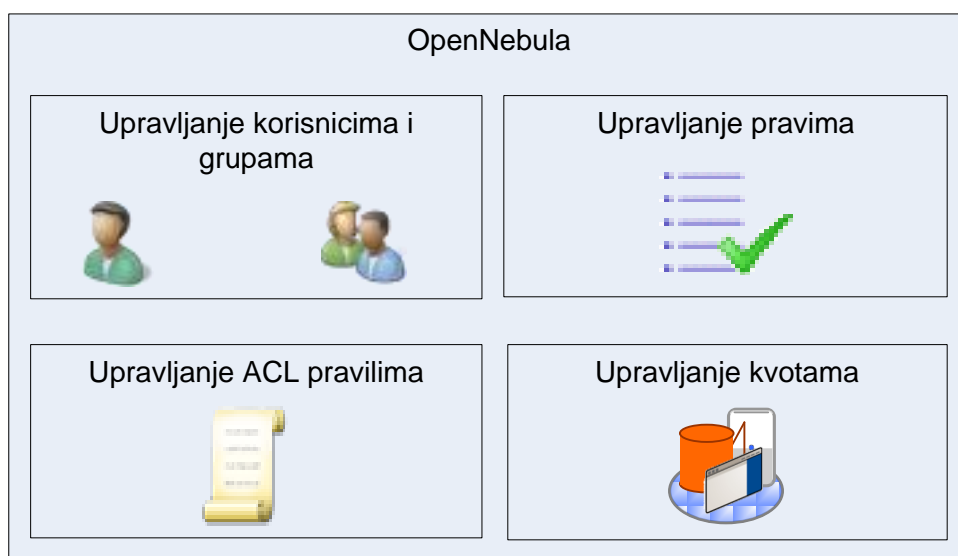 OpenNebula
Upravljanje korisnicima i
grupama
Upravljanje pravima
Upravljanje ACL pravilima
Upravljanje kvotama